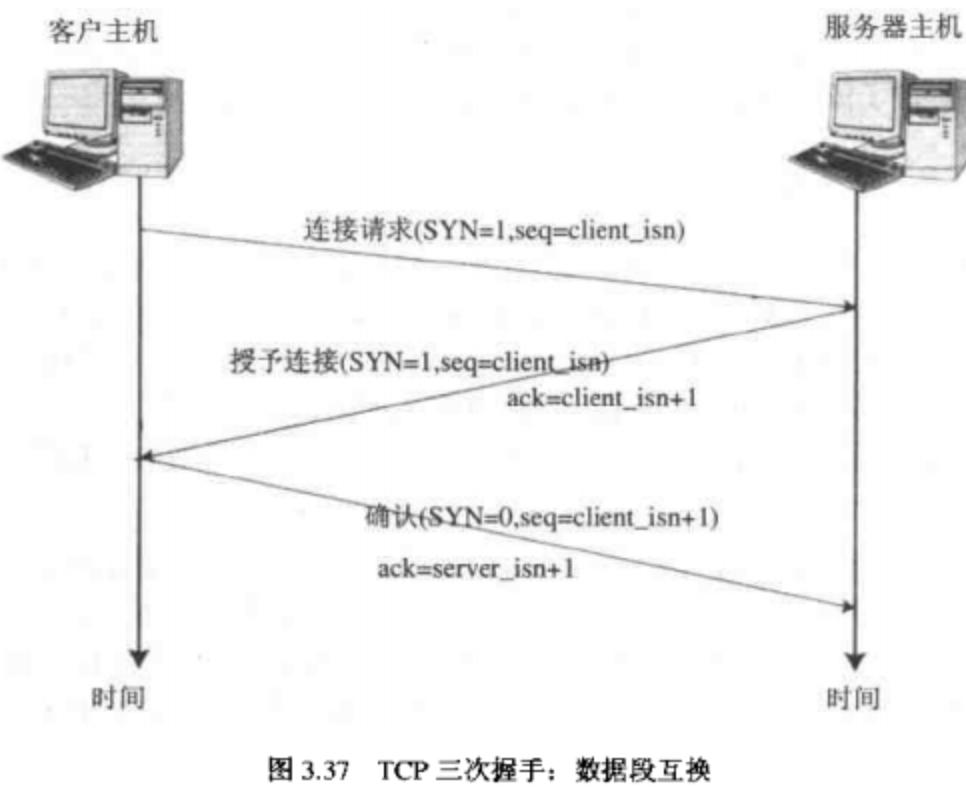 客户主机
服务器主机
连接请求(SYN=1,seq=client_isn)
授予连接(SYN=1,seq=client_isn)
ack=client_isn+1
确认(SYN=0,seq=client_isn+1)
ack=server_isn+1
时间
时间
图 3.37 TCP 三次握手：数据段互换